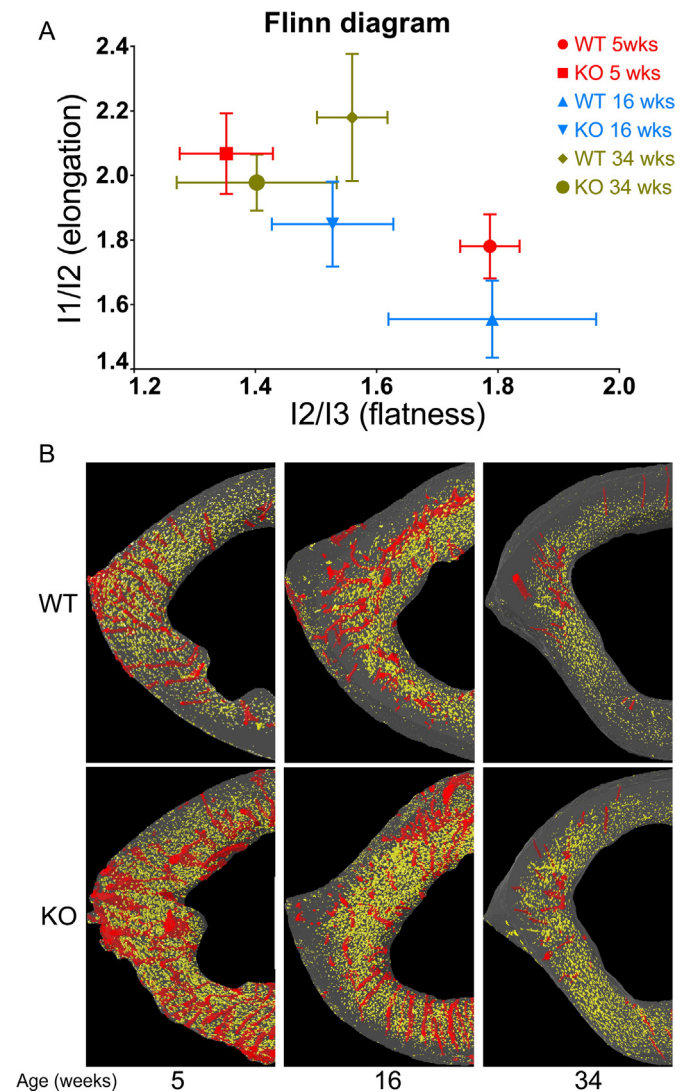 A
Flinn diagram
2.4
2.2
2.0
1.8
1.6
1.4
I1/I2 (elongation)
1.2
1.4
1.6
1.8
2.0
I2/I3 (flatness)
WT 5wks
KO 5 wks
WT 16 wks
KO 16 wks
WT 34 wks
KO 34 wks
B
WT
KO
Age (weeks) 5 16 34